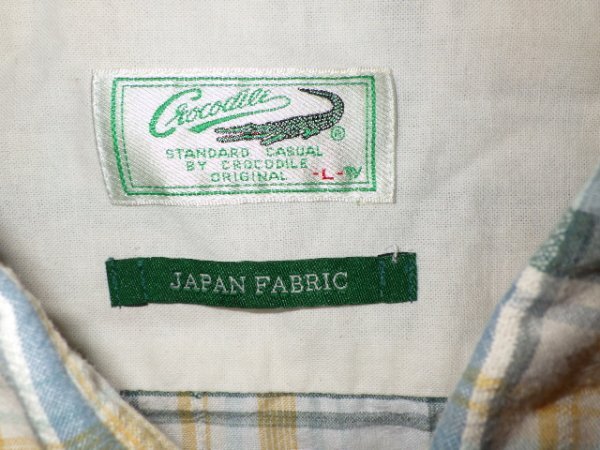 Crocodile
®
STANDARD CASUAL
BY CROCODILE
ORIGINAL -L-
JAPAN FABRIC